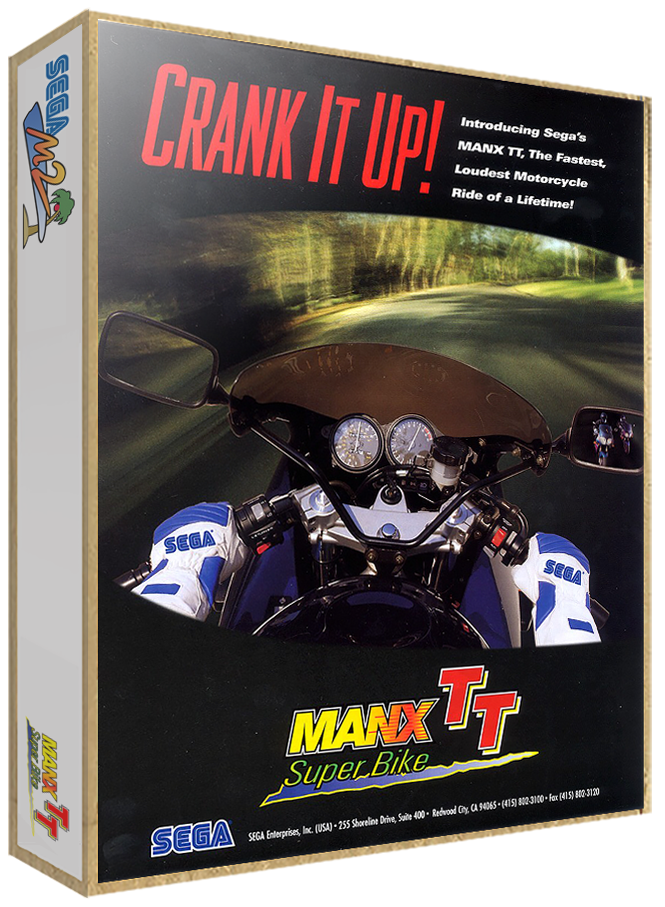 SEGA
M2
CRANK IT UP!
Introducing Sega's
MANX TT, The Fastest,
Loudest Motorcycle
Ride of a Lifetime!
SEGA
SEGA
MANX TT
Super Bike
MANX TT
Super Bike
SEGA
SEGA Enterprises, Inc. (USA) • 255 Shoreline Drive, Suite 400 • Redwood City, CA 94065 • (415) 802-3100 • Fax (415) 802-3120